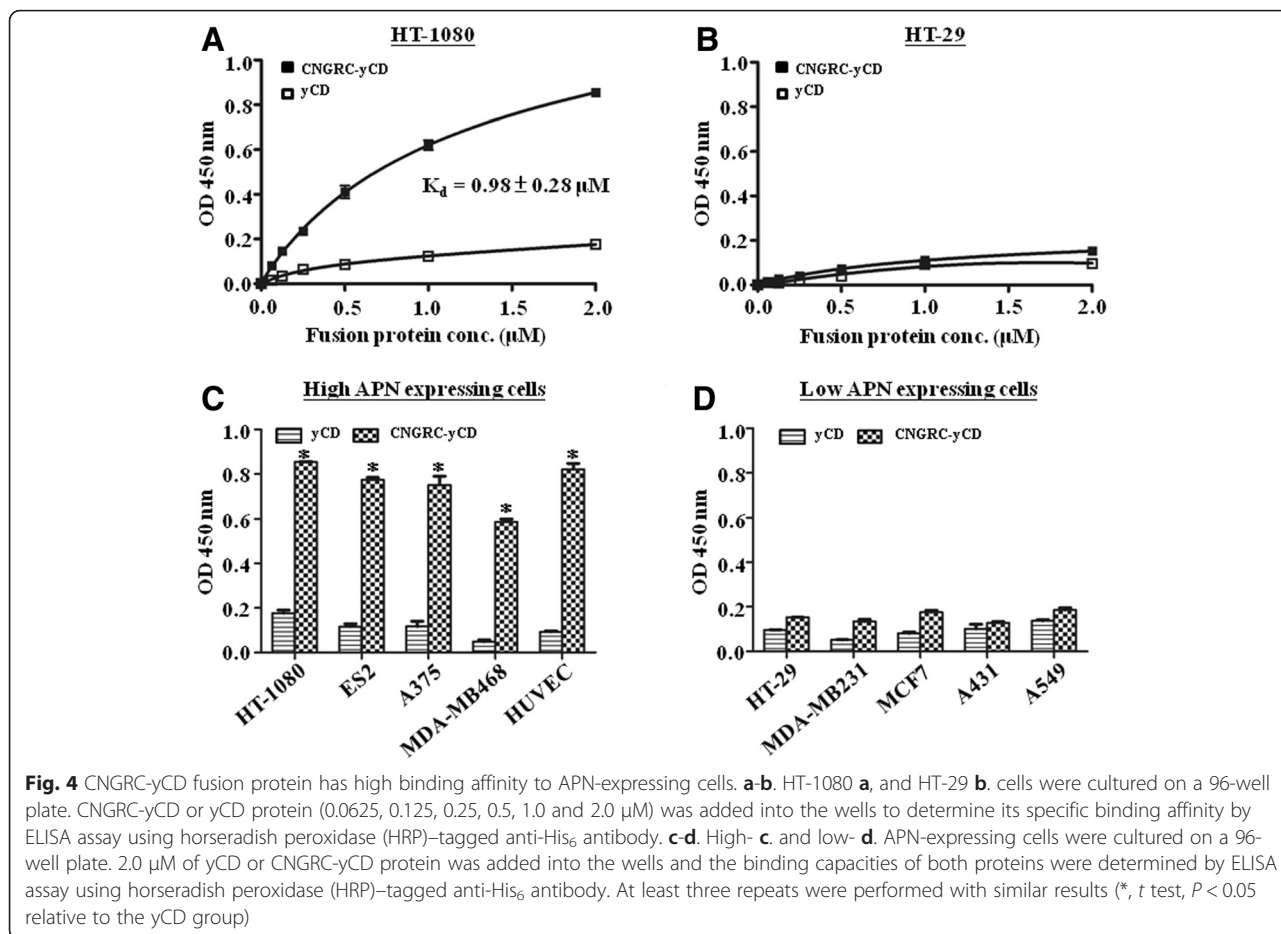 A
HT-1080
CNGRC-yCD
yCD
1.0
0.8
0.6
0.4
0.2
0.0
OD 450 nm
K_d = 0.98 ± 0.28 µM
0.0 0.5 1.0 1.5 2.0
Fusion protein conc. (µM)
B
HT-29
CNGRC-yCD
yCD
1.0
0.8
0.6
0.4
0.2
0.0
OD 450 nm
0.0 0.5 1.0 1.5 2.0
Fusion protein conc. (µM)
C
High APN expressing cells
yCD CNGRC-yCD
1.0
0.8
0.6
0.4
0.2
0.0
OD 450 nm
* * * * *
HT-1080 ES2 A375 MDA-MB468 HUVEC
D
Low APN expressing cells
yCD CNGRC-yCD
1.0
0.8
0.6
0.4
0.2
0.0
OD 450 nm
HT-29 MDA-MB231 MCF7 A431 A549
Fig. 4 CNGRC-yCD fusion protein has high binding affinity to APN-expressing cells. a-b. HT-1080 a, and HT-29 b. cells were cultured on a 96-well
plate. CNGRC-yCD or yCD protein (0.0625, 0.125, 0.25, 0.5, 1.0 and 2.0 µM) was added into the wells to determine its specific binding affinity by
ELISA assay using horseradish peroxidase (HRP)–tagged anti-His₆ antibody. c-d. High- c. and low- d. APN-expressing cells were cultured on a 96-
well plate. 2.0 µM of yCD or CNGRC-yCD protein was added into the wells and the binding capacities of both proteins were determined by ELISA
assay using horseradish peroxidase (HRP)–tagged anti-His₆ antibody. At least three repeats were performed with similar results (*, t test, P < 0.05
relative to the yCD group)